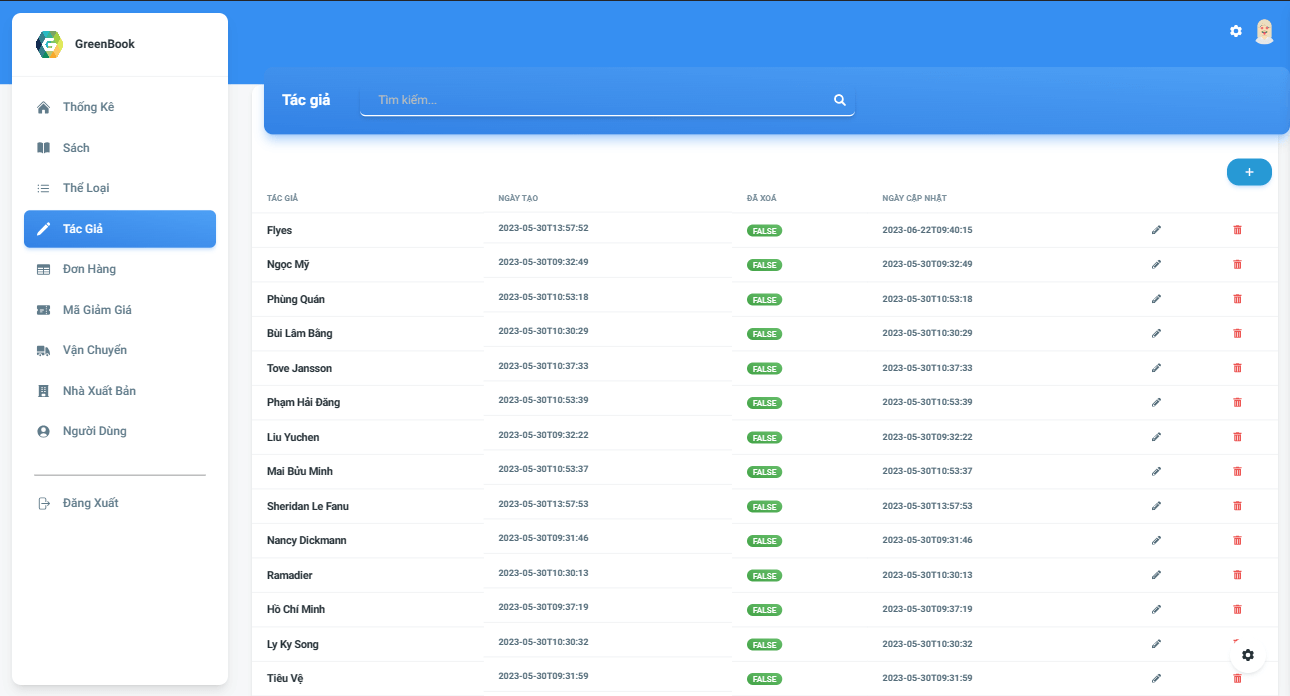 GreenBook
Thống Kê
Sách
Thể Loại
Tác Giả
Đơn Hàng
Mã Giảm Giá
Vận Chuyển
Nhà Xuất Bản
Người Dùng
Đăng Xuất
Tác giả Tìm kiếm...
+
TÁC GIẢ NGÀY TẠO ĐÃ XOÁ NGÀY CẬP NHẬT
Flyes 2023-05-30T13:57:52 FALSE 2023-06-22T09:40:15
Ngọc Mỹ 2023-05-30T09:32:49 FALSE 2023-05-30T09:32:49
Phùng Quán 2023-05-30T10:53:18 FALSE 2023-05-30T10:53:18
Bùi Lâm Bằng 2023-05-30T10:30:29 FALSE 2023-05-30T10:30:29
Tove Jansson 2023-05-30T10:37:33 FALSE 2023-05-30T10:37:33
Phạm Hải Đăng 2023-05-30T10:53:39 FALSE 2023-05-30T10:53:39
Liu Yuchen 2023-05-30T09:32:22 FALSE 2023-05-30T09:32:22
Mai Bửu Minh 2023-05-30T10:53:37 FALSE 2023-05-30T10:53:37
Sheridan Le Fanu 2023-05-30T13:57:53 FALSE 2023-05-30T13:57:53
Nancy Dickmann 2023-05-30T09:31:46 FALSE 2023-05-30T09:31:46
Ramadier 2023-05-30T10:30:13 FALSE 2023-05-30T10:30:13
Hồ Chí Minh 2023-05-30T09:37:19 FALSE 2023-05-30T09:37:19
Ly Ky Song 2023-05-30T10:30:32 FALSE 2023-05-30T10:30:32
Tiêu Vệ 2023-05-30T09:31:59 FALSE 2023-05-30T09:31:59